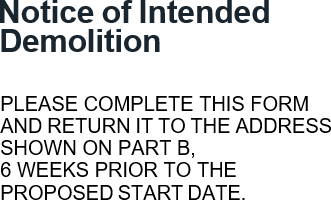 Notice of Intended
Demolition
PLEASE COMPLETE THIS FORM
AND RETURN IT TO THE ADDRESS
SHOWN ON PART B,
6 WEEKS PRIOR TO THE
PROPOSED START DATE.